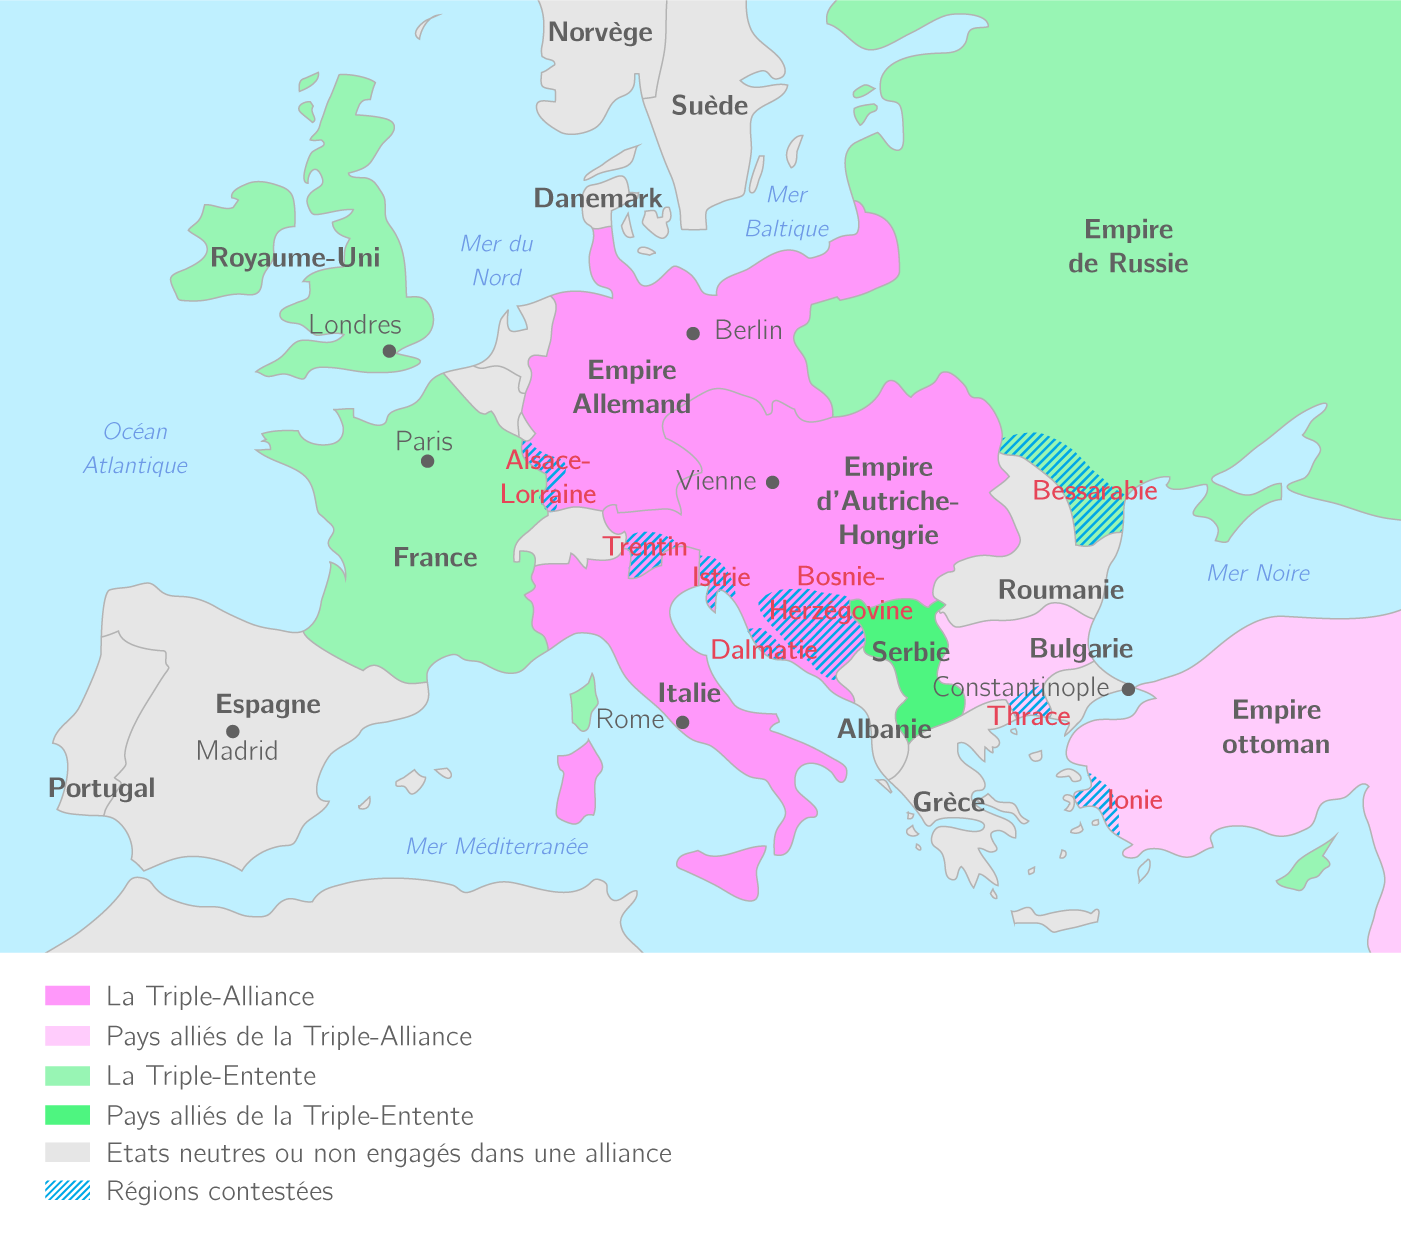 Norvège
Suède
Danemark
Mer
Baltique
Mer du
Nord
Empire
de Russie
Royaume-Uni
Londres
Berlin
Empire
Allemand
Océan
Atlantique
Paris
Alsace-
Lorraine
Vienne
Empire
d'Autriche-
Hongrie
Bessarabie
France
Trentin
Istrie
Bosnie-
Herzegovine
Mer Noire
Roumanie
Dalmatie
Serbie
Bulgarie
Constantinople
Thrace
Espagne
Madrid
Portugal
Italie
Rome
Albanie
Empire
ottoman
Grèce
Ionie
Mer Méditerranée
La Triple-Alliance
Pays alliés de la Triple-Alliance
La Triple-Entente
Pays alliés de la Triple-Entente
Etats neutres ou non engagés dans une alliance
Régions contestées